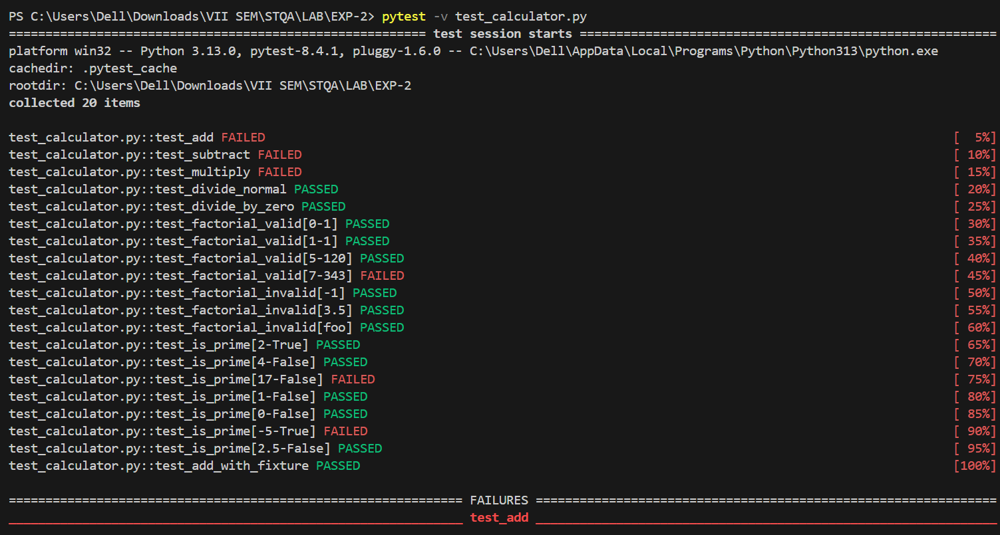 PS C:\Users\Dell\Downloads\VII SEM\STQA\LAB\EXP-2> pytest -v test_calculator.py
========================================================= test session starts =========================================================
platform win32 -- Python 3.13.0, pytest-8.4.1, pluggy-1.6.0 -- C:\Users\Dell\AppData\Local\Programs\Python\Python313\python.exe
cachedir: .pytest_cache
rootdir: C:\Users\Dell\Downloads\VII SEM\STQA\LAB\EXP-2
collected 20 items
test_calculator.py::test_add FAILED [  5%]
test_calculator.py::test_subtract FAILED [ 10%]
test_calculator.py::test_multiply FAILED [ 15%]
test_calculator.py::test_divide_normal PASSED [ 20%]
test_calculator.py::test_divide_by_zero PASSED [ 25%]
test_calculator.py::test_factorial_valid[0-1] PASSED [ 30%]
test_calculator.py::test_factorial_valid[1-1] PASSED [ 35%]
test_calculator.py::test_factorial_valid[5-120] PASSED [ 40%]
test_calculator.py::test_factorial_valid[7-343] FAILED [ 45%]
test_calculator.py::test_factorial_invalid[-1] PASSED [ 50%]
test_calculator.py::test_factorial_invalid[3.5] PASSED [ 55%]
test_calculator.py::test_factorial_invalid[foo] PASSED [ 60%]
test_calculator.py::test_is_prime[2-True] PASSED [ 65%]
test_calculator.py::test_is_prime[4-False] PASSED [ 70%]
test_calculator.py::test_is_prime[17-False] FAILED [ 75%]
test_calculator.py::test_is_prime[1-False] PASSED [ 80%]
test_calculator.py::test_is_prime[0-False] PASSED [ 85%]
test_calculator.py::test_is_prime[-5-True] FAILED [ 90%]
test_calculator.py::test_is_prime[2.5-False] PASSED [ 95%]
test_calculator.py::test_add_with_fixture PASSED [100%]
============================================================== FAILURES ===============================================================
______________________________________________________________ test_add _______________________________________________________________